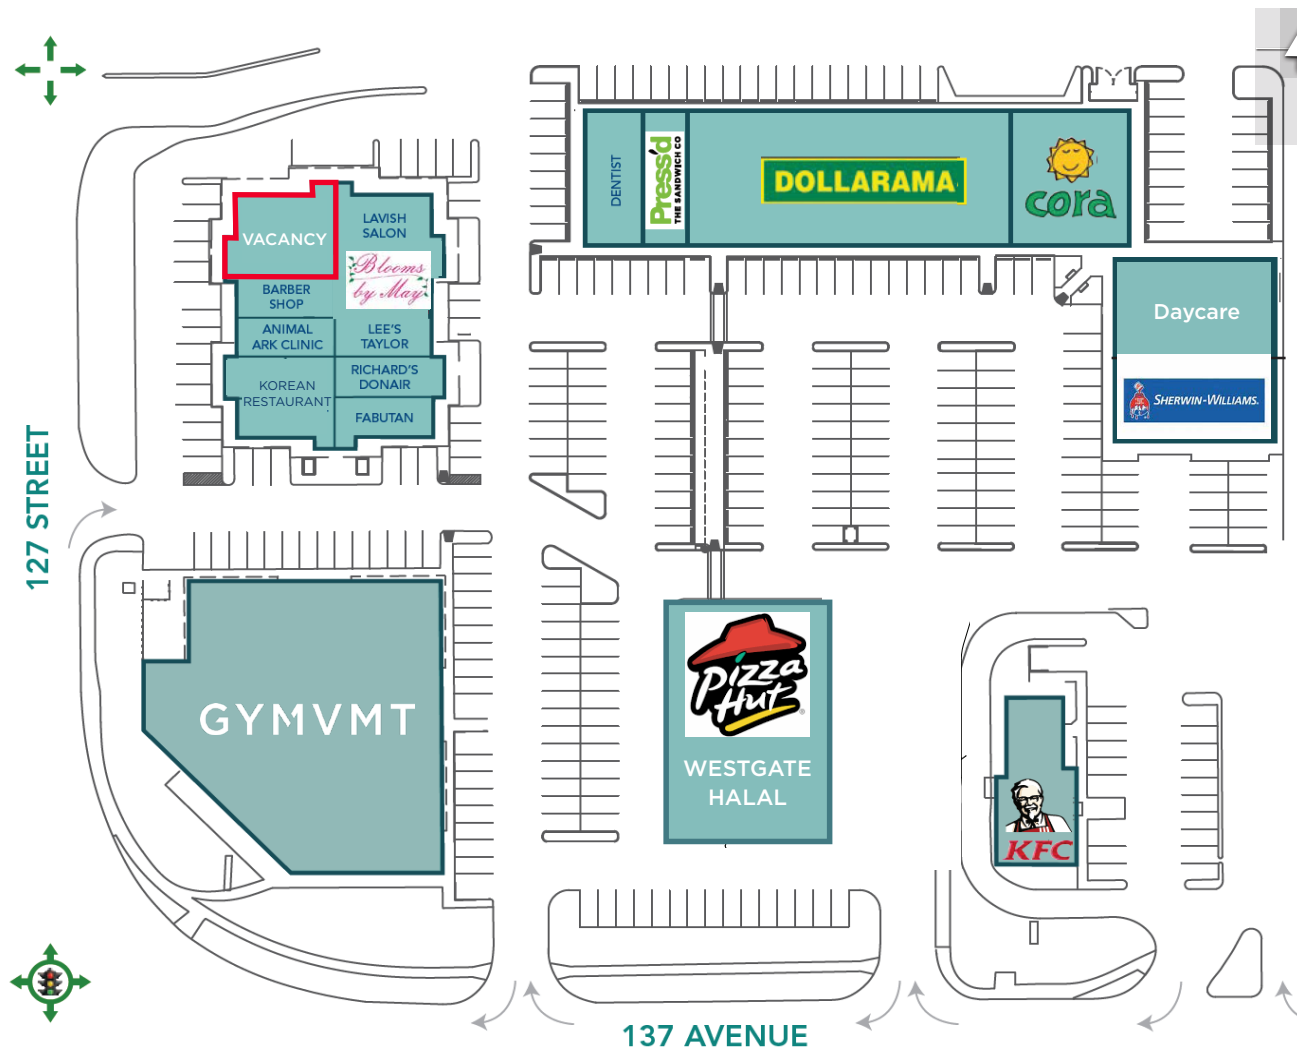 DENTIST
Press'd
THE SANDWICH CO
DOLLARAMA
cora
LAVISH
SALON
VACANCY
Blooms
by May
BARBER
SHOP
ANIMAL
ARK CLINIC
LEE'S
TAYLOR
RICHARD'S
DONAIR
KOREAN
RESTAURANT
FABUTAN
Daycare
SHERWIN-WILLIAMS.
127 STREET
GYMVMT
Pizza
Hut
WESTGATE
HALAL
KFC
137 AVENUE